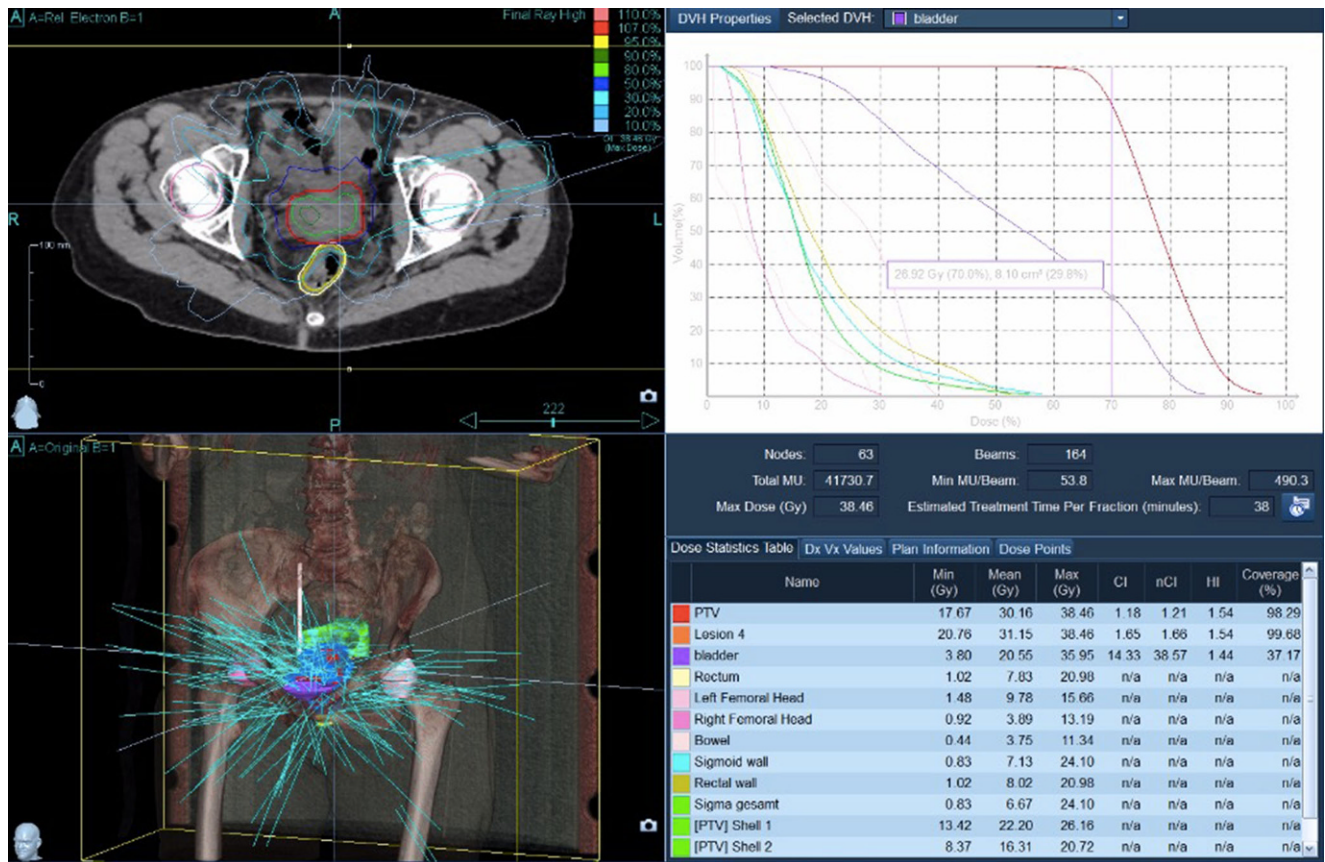 A A=Rel. Electron B=1
A
Final Ray High
110.0%
107.0%
95.0%
90.0%
80.0%
50.0%
30.0%
20.0%
10.0%
38.46 Gy
(Max Dose)
R
A
L
100 mm
0
222
P
DVH Properties Selected DVH: bladder
Volume(%)
100
90
80
70
60
50
40
30
20
10
26.92 Gy (70.0%), 8.10 cm³ (29.8%)
0 10 20 30 40 50 60 70 80 90 100
Dose (%)
A A=Original B=1
Nodes: 63 Beams: 164
Total MU: 41730.7 Min MU/Beam: 53.8 Max MU/Beam: 490.3
Max Dose (Gy) 38.46 Estimated Treatment Time Per Fraction (minutes): 38
Dose Statistics Table Dx Vx Values Plan Information Dose Points
Name Min (Gy) Mean (Gy) Max (Gy) CI nCI HI Coverage (%)
PTV 17.67 30.16 38.46 1.18 1.21 1.54 98.29
Lesion 4 20.76 31.15 38.46 1.65 1.66 1.54 99.68
bladder 3.80 20.55 35.95 14.33 38.57 1.44 37.17
Rectum 1.02 7.83 20.98 n/a n/a n/a n/a
Left Femoral Head 1.48 9.78 15.66 n/a n/a n/a n/a
Right Femoral Head 0.92 3.89 13.19 n/a n/a n/a n/a
Bowel 0.44 3.75 11.34 n/a n/a n/a n/a
Sigmoid wall 0.83 7.13 24.10 n/a n/a n/a n/a
Rectal wall 1.02 8.02 20.98 n/a n/a n/a n/a
Sigma gesamt 0.83 6.67 24.10 n/a n/a n/a n/a
[PTV] Shell 1 13.42 22.20 26.16 n/a n/a n/a n/a
[PTV] Shell 2 8.37 16.31 20.72 n/a n/a n/a n/a